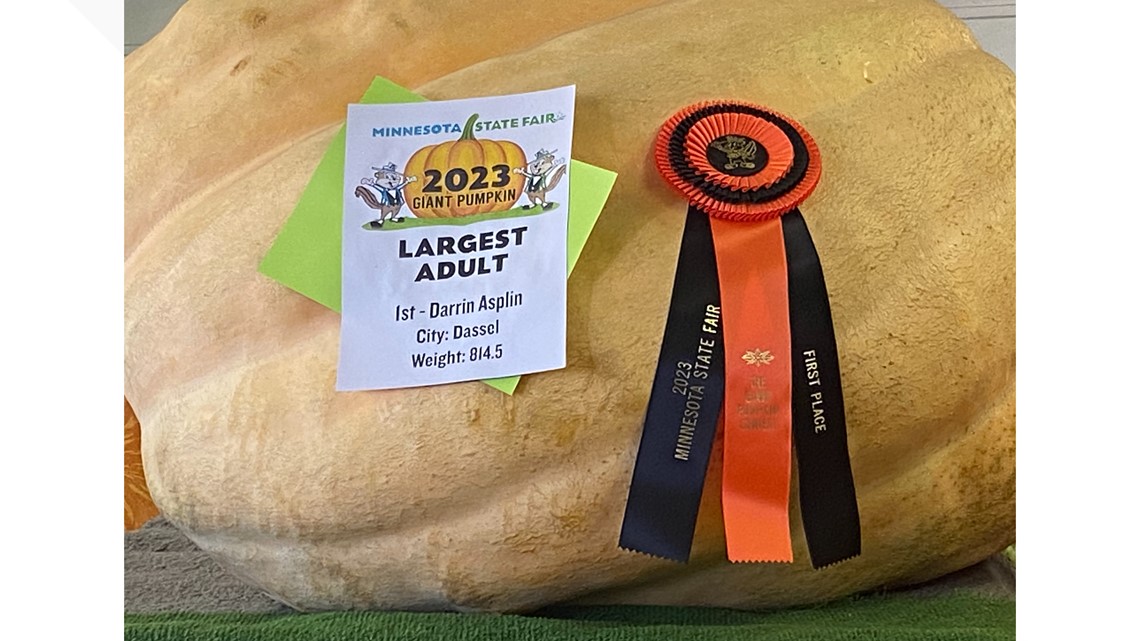 MINNESOTA STATE FAIR
2023
GIANT PUMPKIN
LARGEST
ADULT
1st - Darrin Asplin
City: Dassel
Weight: 814.5
2023
MINNESOTA STATE FAIR
FIRST PLACE